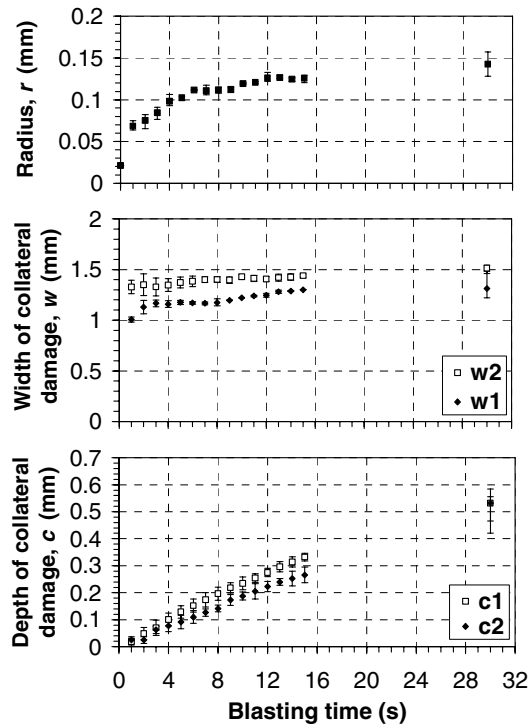 Radius, r (mm)
0.2
0.15
0.1
0.05
0
Width of collateral
damage, w (mm)
2
1.5
1
0.5
0
w2
w1
Depth of collateral
damage, c (mm)
0.7
0.6
0.5
0.4
0.3
0.2
0.1
0
c1
c2
0 4 8 12 16 20 24 28 32
Blasting time (s)